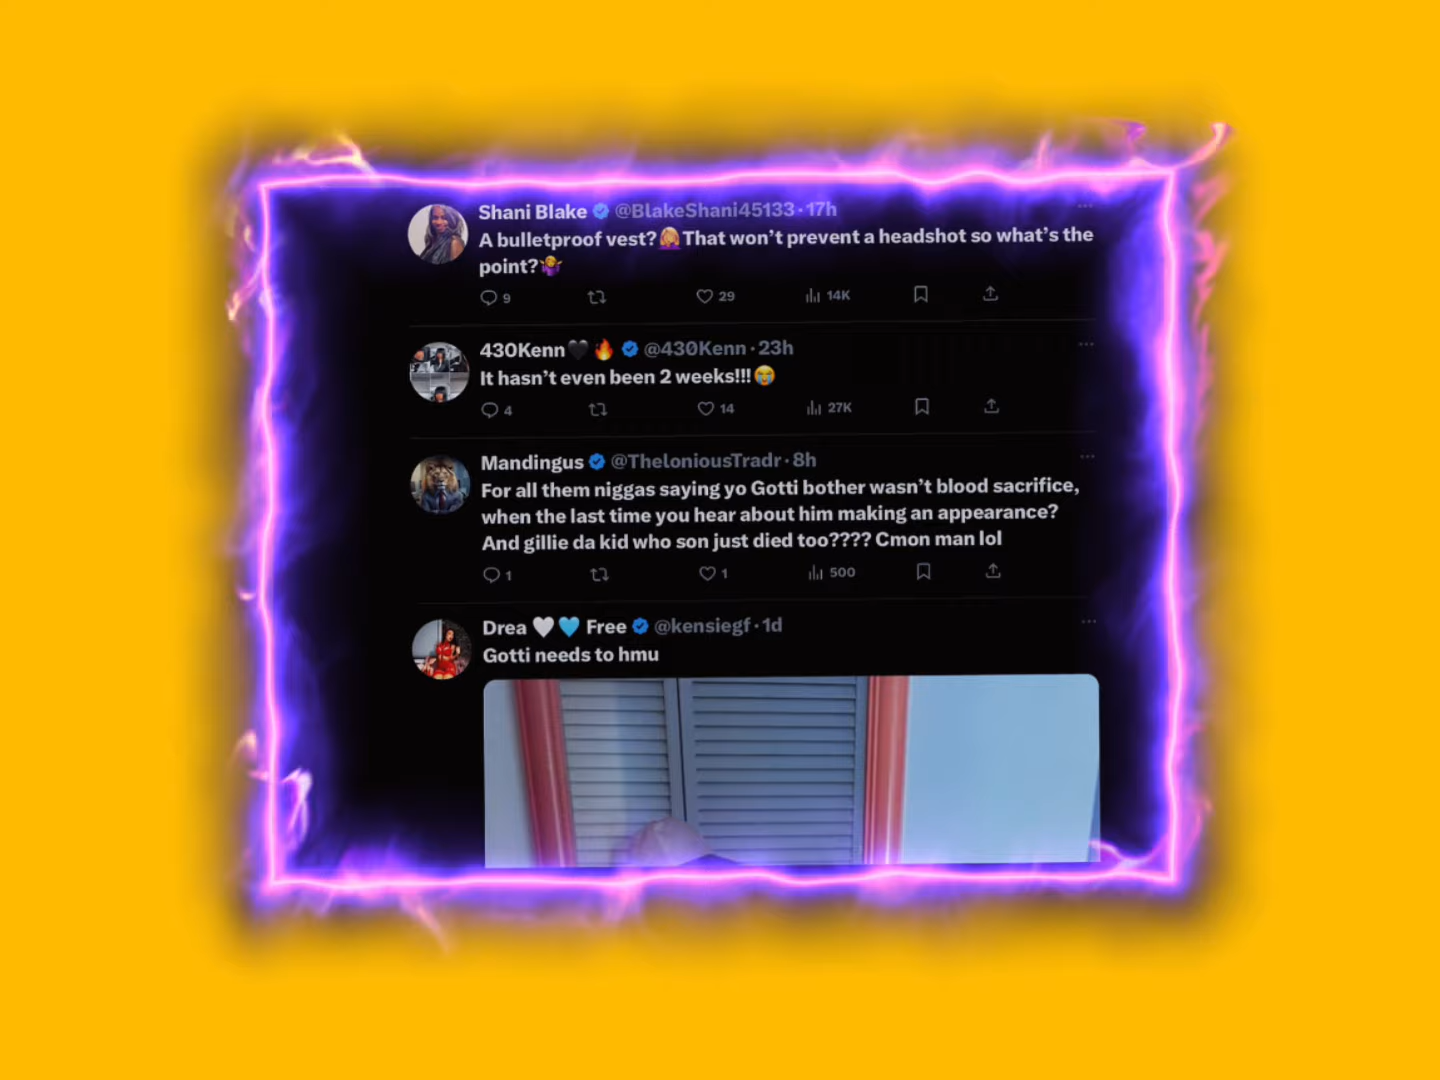 Shani Blake @BlakeShani45133 · 17h
A bulletproof vest?🤦🏼‍♀️That won't prevent a headshot so what's the
point?🤷‍♀️
9 29 14K
430Kenn🖤🔥 @430Kenn · 23h
It hasn't even been 2 weeks!!!😭
4 14 27K
Mandingus @TheloniousTradr · 8h
For all them niggas saying yo Gotti bother wasn't blood sacrifice,
when the last time you hear about him making an appearance?
And gillie da kid who son just died too???? Cmon man lol
1 1 500
Drea 🤍🩵 Free @kensiegf · 1d
Gotti needs to hmu